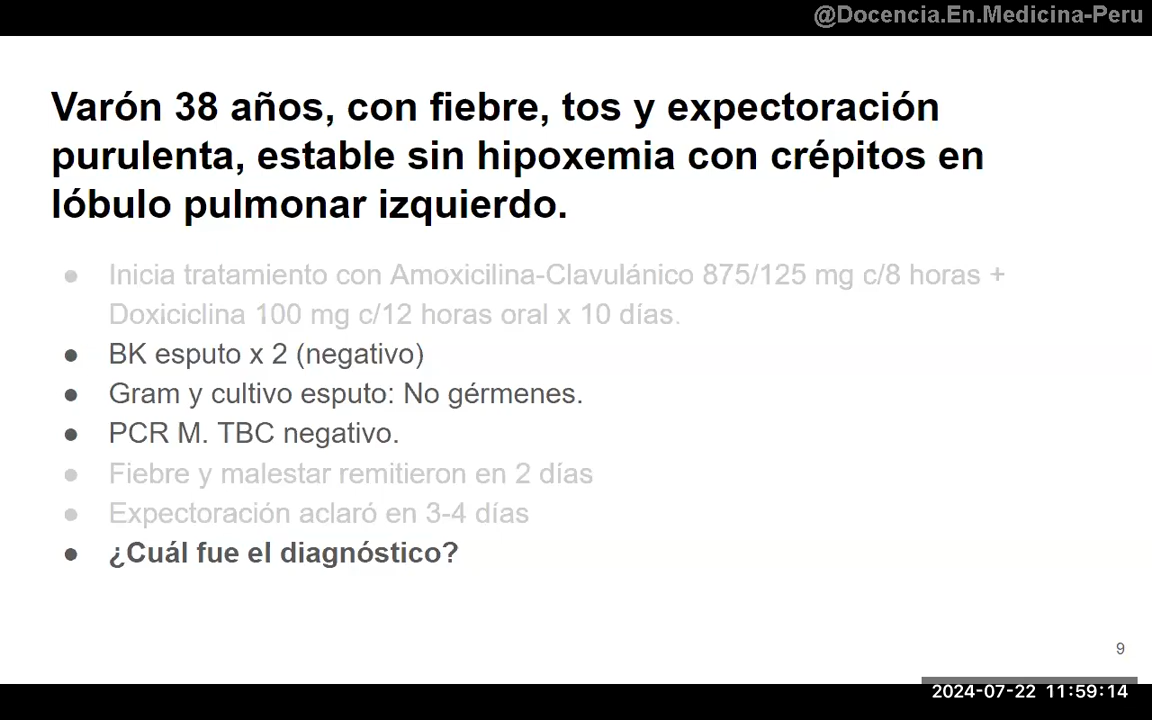 @Docencia.En.Medicina-Peru
Varón 38 años, con fiebre, tos y expectoración
purulenta, estable sin hipoxemia con crépitos en
lóbulo pulmonar izquierdo.
● Inicia tratamiento con Amoxicilina-Clavulánico 875/125 mg c/8 horas +
Doxiciclina 100 mg c/12 horas oral x 10 días.
● BK esputo x 2 (negativo)
● Gram y cultivo esputo: No gérmenes.
● PCR M. TBC negativo.
● Fiebre y malestar remitieron en 2 días
● Expectoración aclaró en 3-4 días
● ¿Cuál fue el diagnóstico?
9
2024-07-22 11:59:14